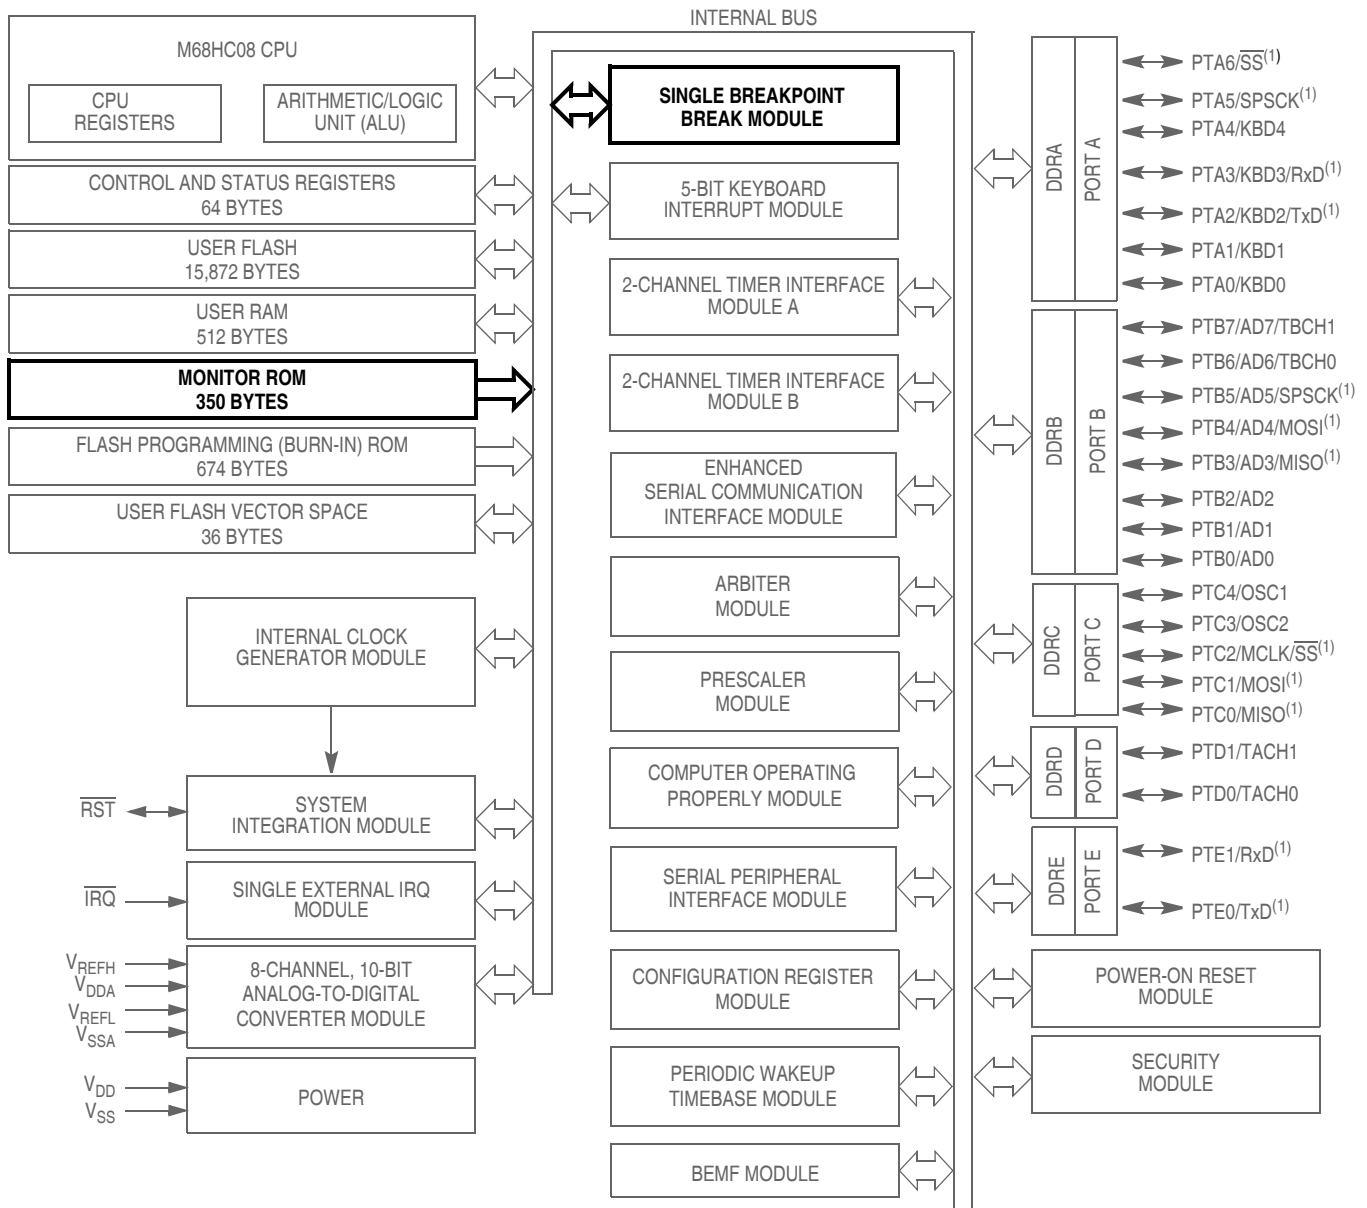 INTERNAL BUS
M68HC08 CPU
CPU
REGISTERS
ARITHMETIC/LOGIC
UNIT (ALU)
CONTROL AND STATUS REGISTERS
64 BYTES
USER FLASH
15,872 BYTES
USER RAM
512 BYTES
MONITOR ROM
350 BYTES
FLASH PROGRAMMING (BURN-IN) ROM
674 BYTES
USER FLASH VECTOR SPACE
36 BYTES
INTERNAL CLOCK
GENERATOR MODULE
RST
SYSTEM
INTEGRATION MODULE
IRQ
SINGLE EXTERNAL IRQ
MODULE
VREFH
VDDA
VREFL
VSSA
8-CHANNEL, 10-BIT
ANALOG-TO-DIGITAL
CONVERTER MODULE
VDD
VSS
POWER
SINGLE BREAKPOINT
BREAK MODULE
5-BIT KEYBOARD
INTERRUPT MODULE
2-CHANNEL TIMER INTERFACE
MODULE A
2-CHANNEL TIMER INTERFACE
MODULE B
ENHANCED
SERIAL COMMUNICATION
INTERFACE MODULE
ARBITER
MODULE
PRESCALER
MODULE
COMPUTER OPERATING
PROPERLY MODULE
SERIAL PERIPHERAL
INTERFACE MODULE
CONFIGURATION REGISTER
MODULE
PERIODIC WAKEUP
TIMEBASE MODULE
BEMF MODULE
DDRA
PORT A
PTA6/SS(1)
PTA5/SPSCK(1)
PTA4/KBD4
PTA3/KBD3/RxD(1)
PTA2/KBD2/TxD(1)
PTA1/KBD1
PTA0/KBD0
DDRB
PORT B
PTB7/AD7/TBCH1
PTB6/AD6/TBCH0
PTB5/AD5/SPSCK(1)
PTB4/AD4/MOSI(1)
PTB3/AD3/MISO(1)
PTB2/AD2
PTB1/AD1
PTB0/AD0
DDRC
PORT C
PTC4/OSC1
PTC3/OSC2
PTC2/MCLK/SS(1)
PTC1/MOSI(1)
PTC0/MISO(1)
DDRD
PORT D
PTD1/TACH1
PTD0/TACH0
DDRE
PORT E
PTE1/RxD(1)
PTE0/TxD(1)
POWER-ON RESET
MODULE
SECURITY
MODULE